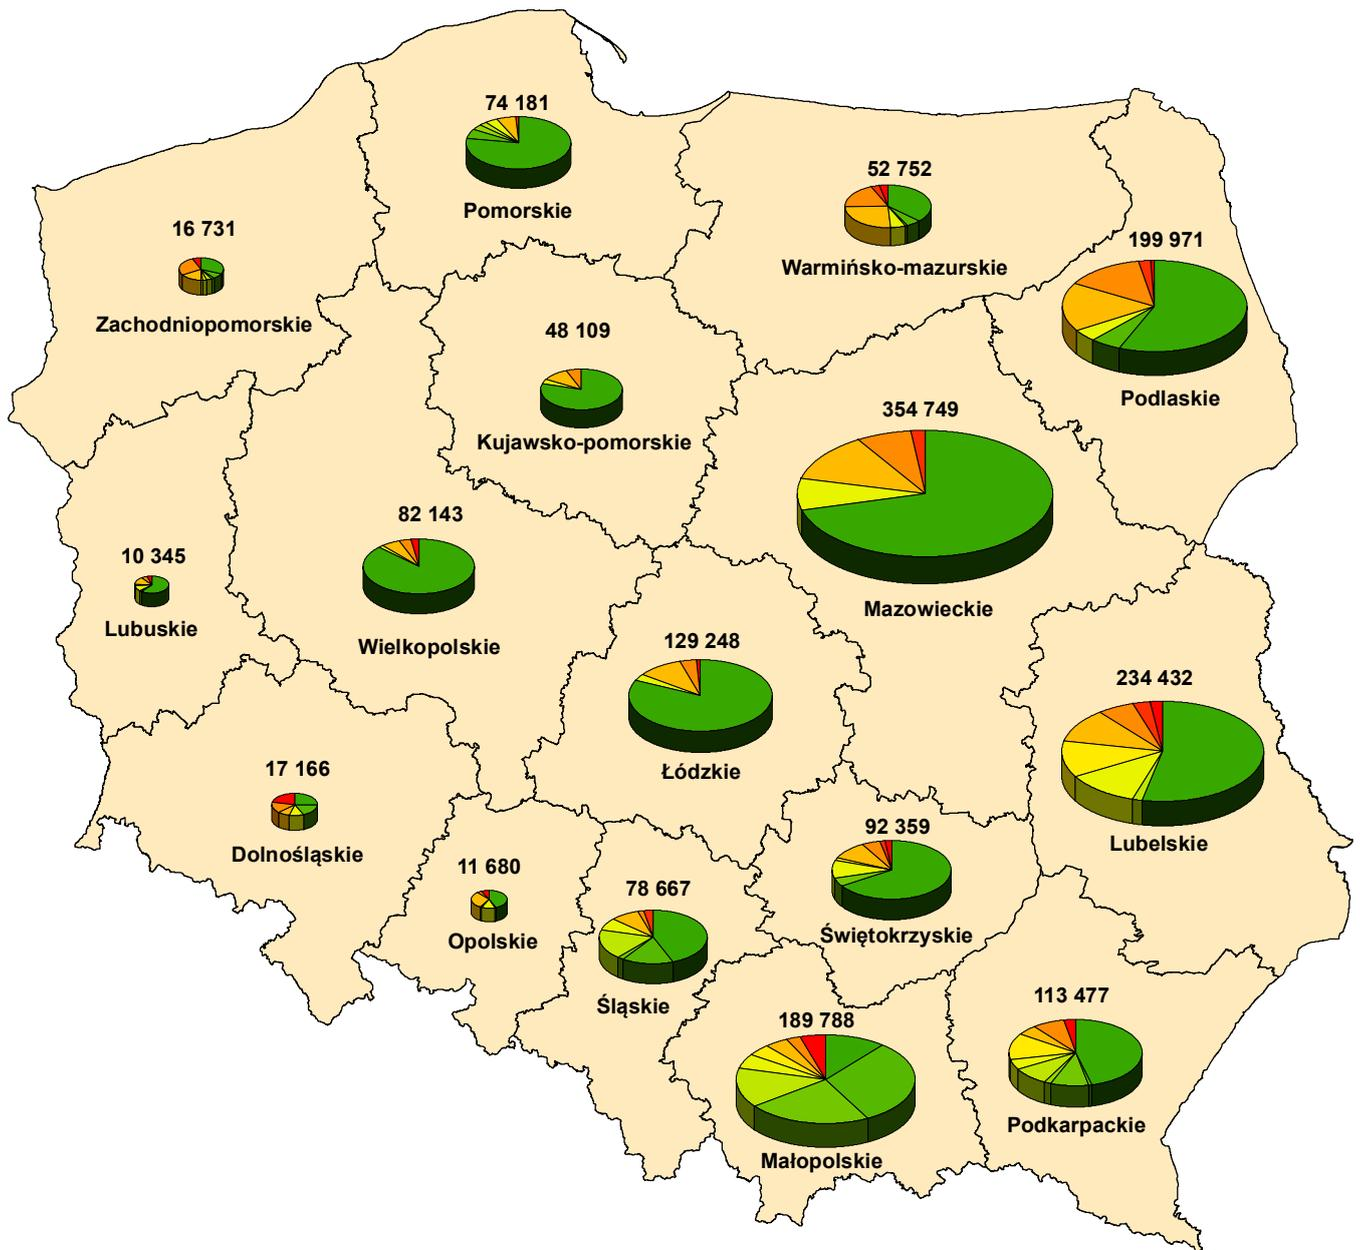 74 181
Pomorskie
52 752
Warmińsko-mazurskie
16 731
Zachodniopomorskie
199 971
Podlaskie
48 109
Kujawsko-pomorskie
354 749
Mazowieckie
82 143
Wielkopolskie
10 345
Lubuskie
129 248
Łódzkie
234 432
Lubelskie
17 166
Dolnośląskie
92 359
Świętokrzyskie
11 680
Opolskie
78 667
Śląskie
189 788
Małopolskie
113 477
Podkarpackie